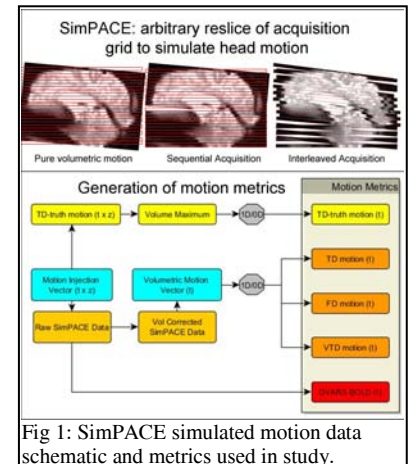 SimPACE: arbitrary reslice of acquisition
grid to simulate head motion
Pure volumetric motion
Sequential Acquisition
Interleaved Acquisition
Generation of motion metrics
Motion Metrics
TD-truth motion (t x z)
Volume Maximum
1D/0D
TD-truth motion (t)
Motion Injection
Vector (t x z)
Volumetric Motion
Vector (t)
1D/0D
TD motion (t)
FD motion (t)
Raw SimPACE Data
Vol Corrected
SimPACE Data
VTD motion (t)
DVARS BOLD (t)
Fig 1: SimPACE simulated motion data
schematic and metrics used in study.